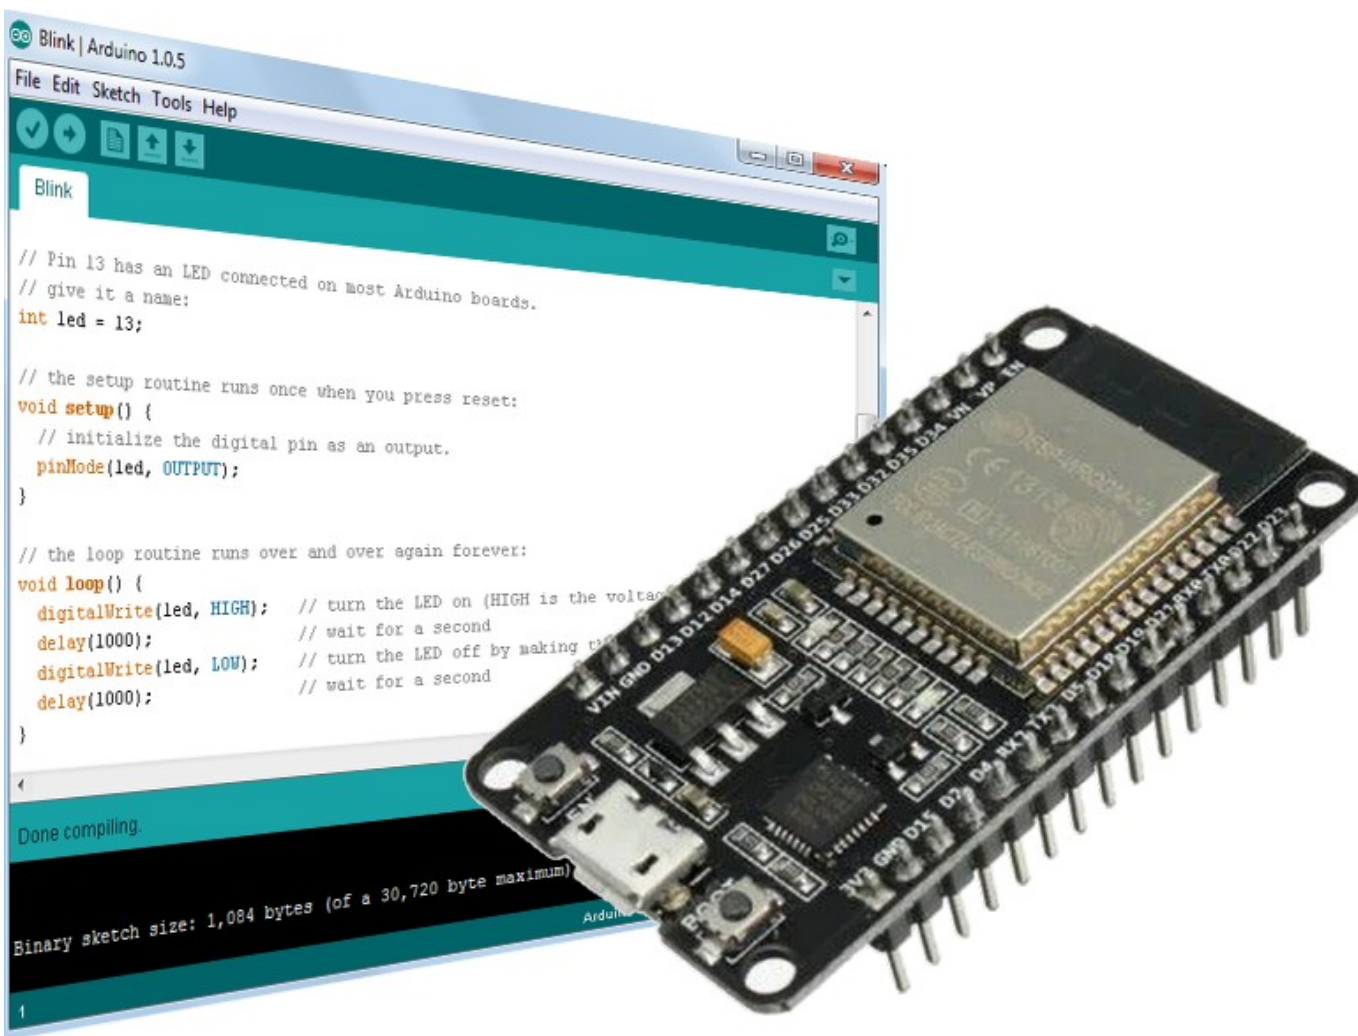 Blink | Arduino 1.0.5
File Edit Sketch Tools Help
Blink
// Pin 13 has an LED connected on most Arduino boards.
// give it a name:
int led = 13;
// the setup routine runs once when you press reset:
void setup() {
// initialize the digital pin as an output.
pinMode(led, OUTPUT);
}
// the loop routine runs over and over again forever:
void loop() {
digitalWrite(led, HIGH); // turn the LED on (HIGH is the
delay(1000); // wait for a second
digitalWrite(led, LOW); // turn the LED off by making
delay(1000); // wait for a second
}
Done compiling.
Binary sketch size: 1,084 bytes (of a 30,720 byte maximum)
1
VIN GND D13 D12 D14 D27 D26 D25 D33 D32 D35 D34 VN VP EN
ESP-WROOM-32
CE 1313
3V3 GND D15 D2 D4 RX2 TX2 D5 D18 D19 D21 RX0 TX0 D22 D23
EN
BOOT